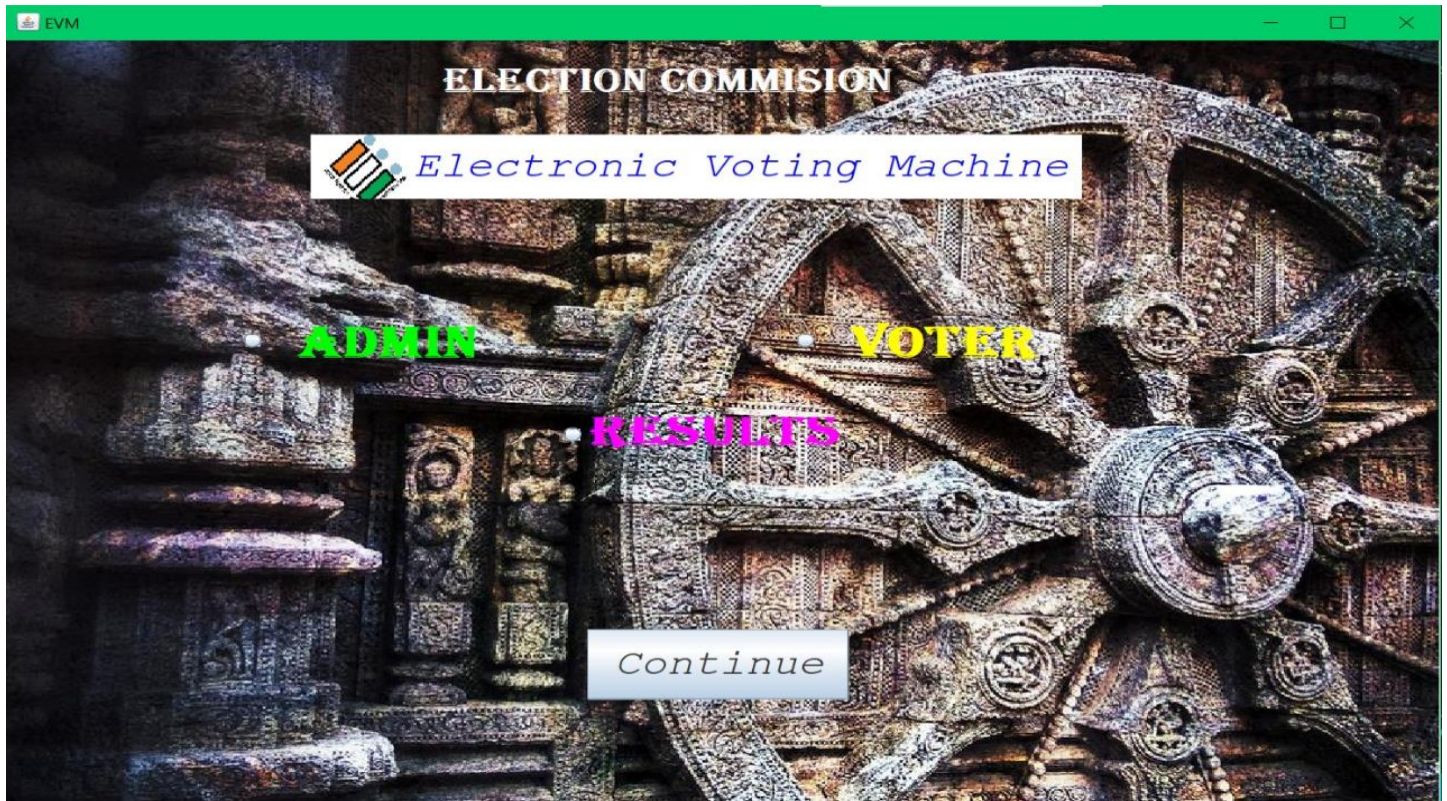 EVM
ELECTION COMMISION
Electronic Voting Machine
ADMIN
VOTER
RESULTS
Continue